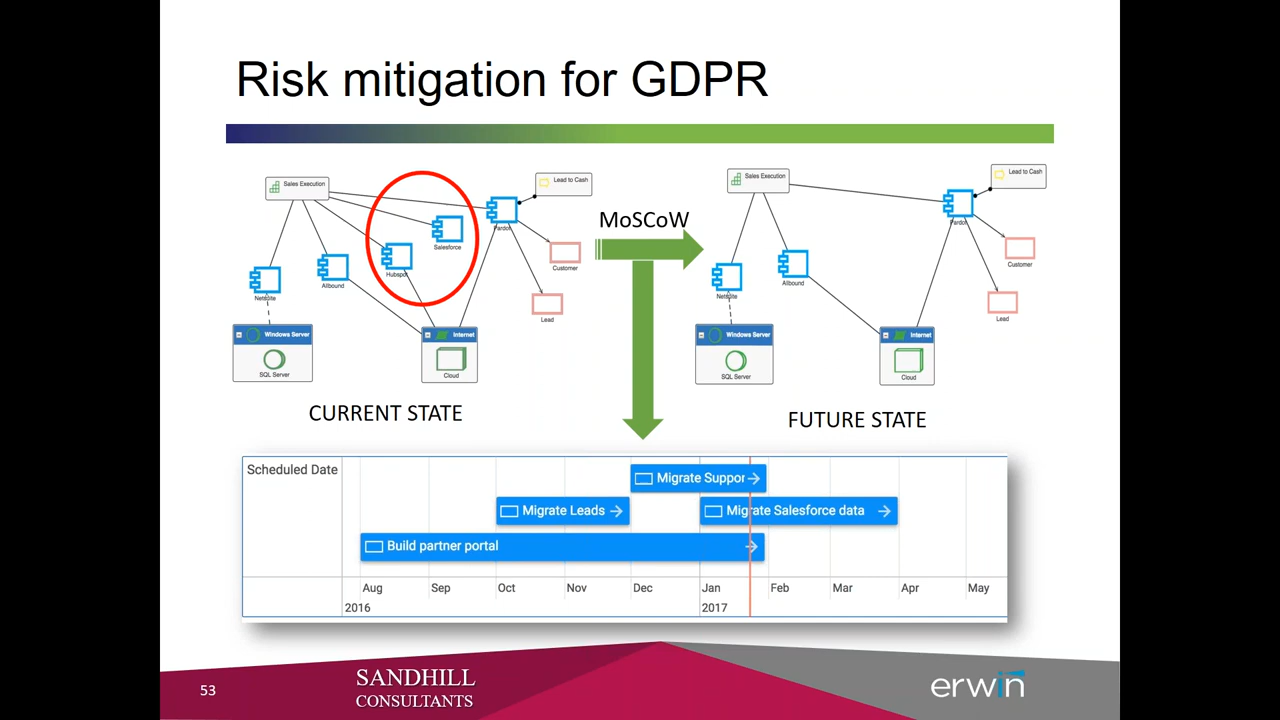 Risk mitigation for GDPR
Sales Execution
Lead to Cash
Pardot
Salesforce
Hubspot
Allbound
Netsuite
Customer
Lead
Windows Server
SQL Server
Internet
Cloud
CURRENT STATE
MoSCoW
Sales Execution
Lead to Cash
Pardot
Customer
Allbound
Netsuite
Lead
Windows Server
SQL Server
Internet
Cloud
FUTURE STATE
Scheduled Date
Migrate Suppor
Migrate Leads
Migrate Salesforce data
Build partner portal
Aug Sep Oct Nov Dec Jan Feb Mar Apr May
2016 2017
53
SANDHILL
CONSULTANTS
erwin